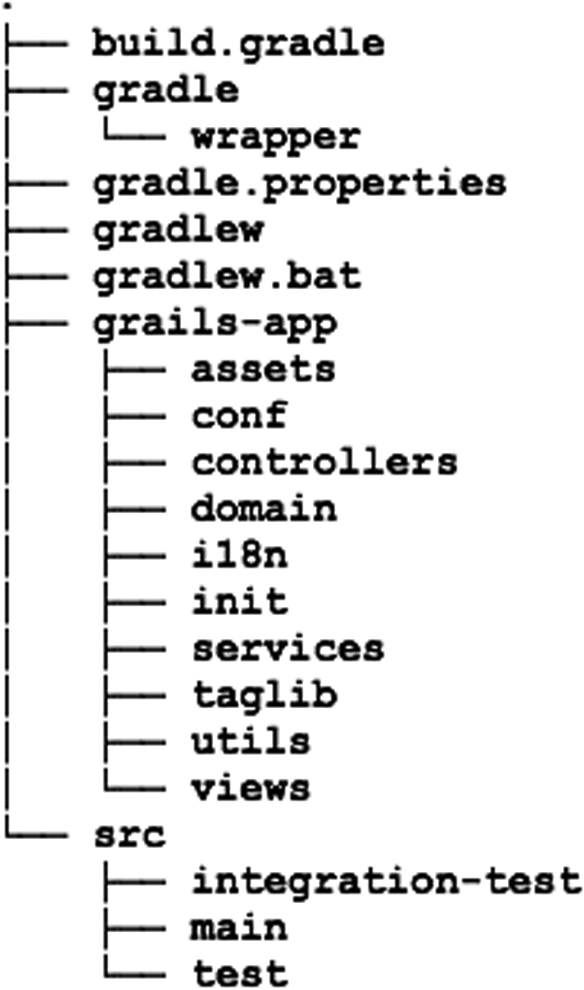 .
├── build.gradle
├── gradle
│   └── wrapper
├── gradle.properties
├── gradlew
├── gradlew.bat
├── grails-app
│   ├── assets
│   ├── conf
│   ├── controllers
│   ├── domain
│   ├── i18n
│   ├── init
│   ├── services
│   ├── taglib
│   ├── utils
│   └── views
└── src
    ├── integration-test
    ├── main
    └── test